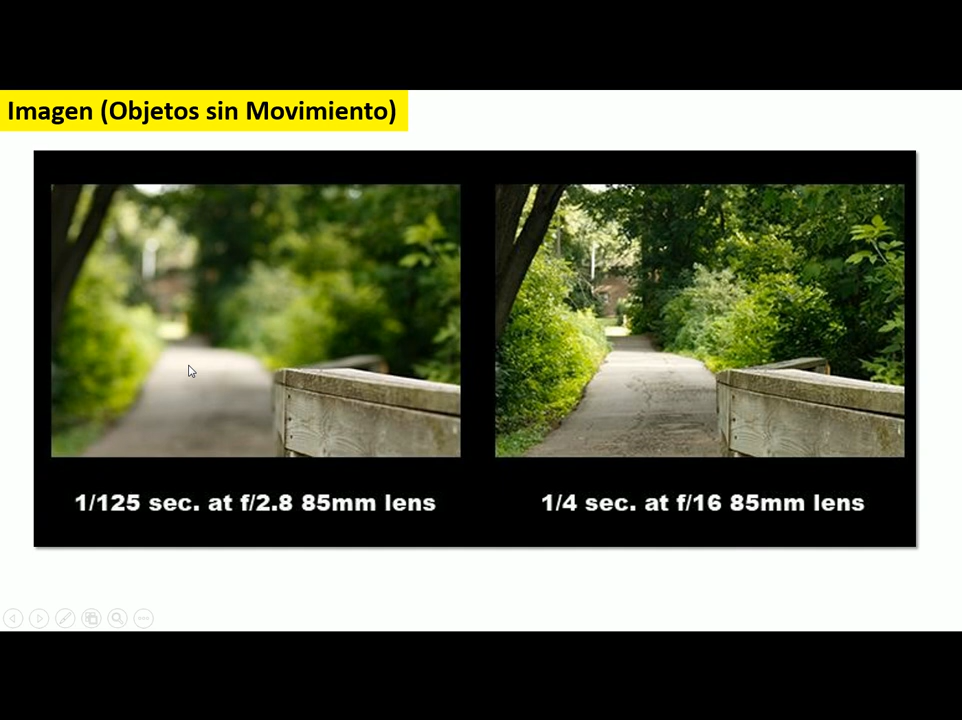 Imagen (Objetos sin Movimiento)
1/125 sec. at f/2.8 85mm lens
1/4 sec. at f/16 85mm lens